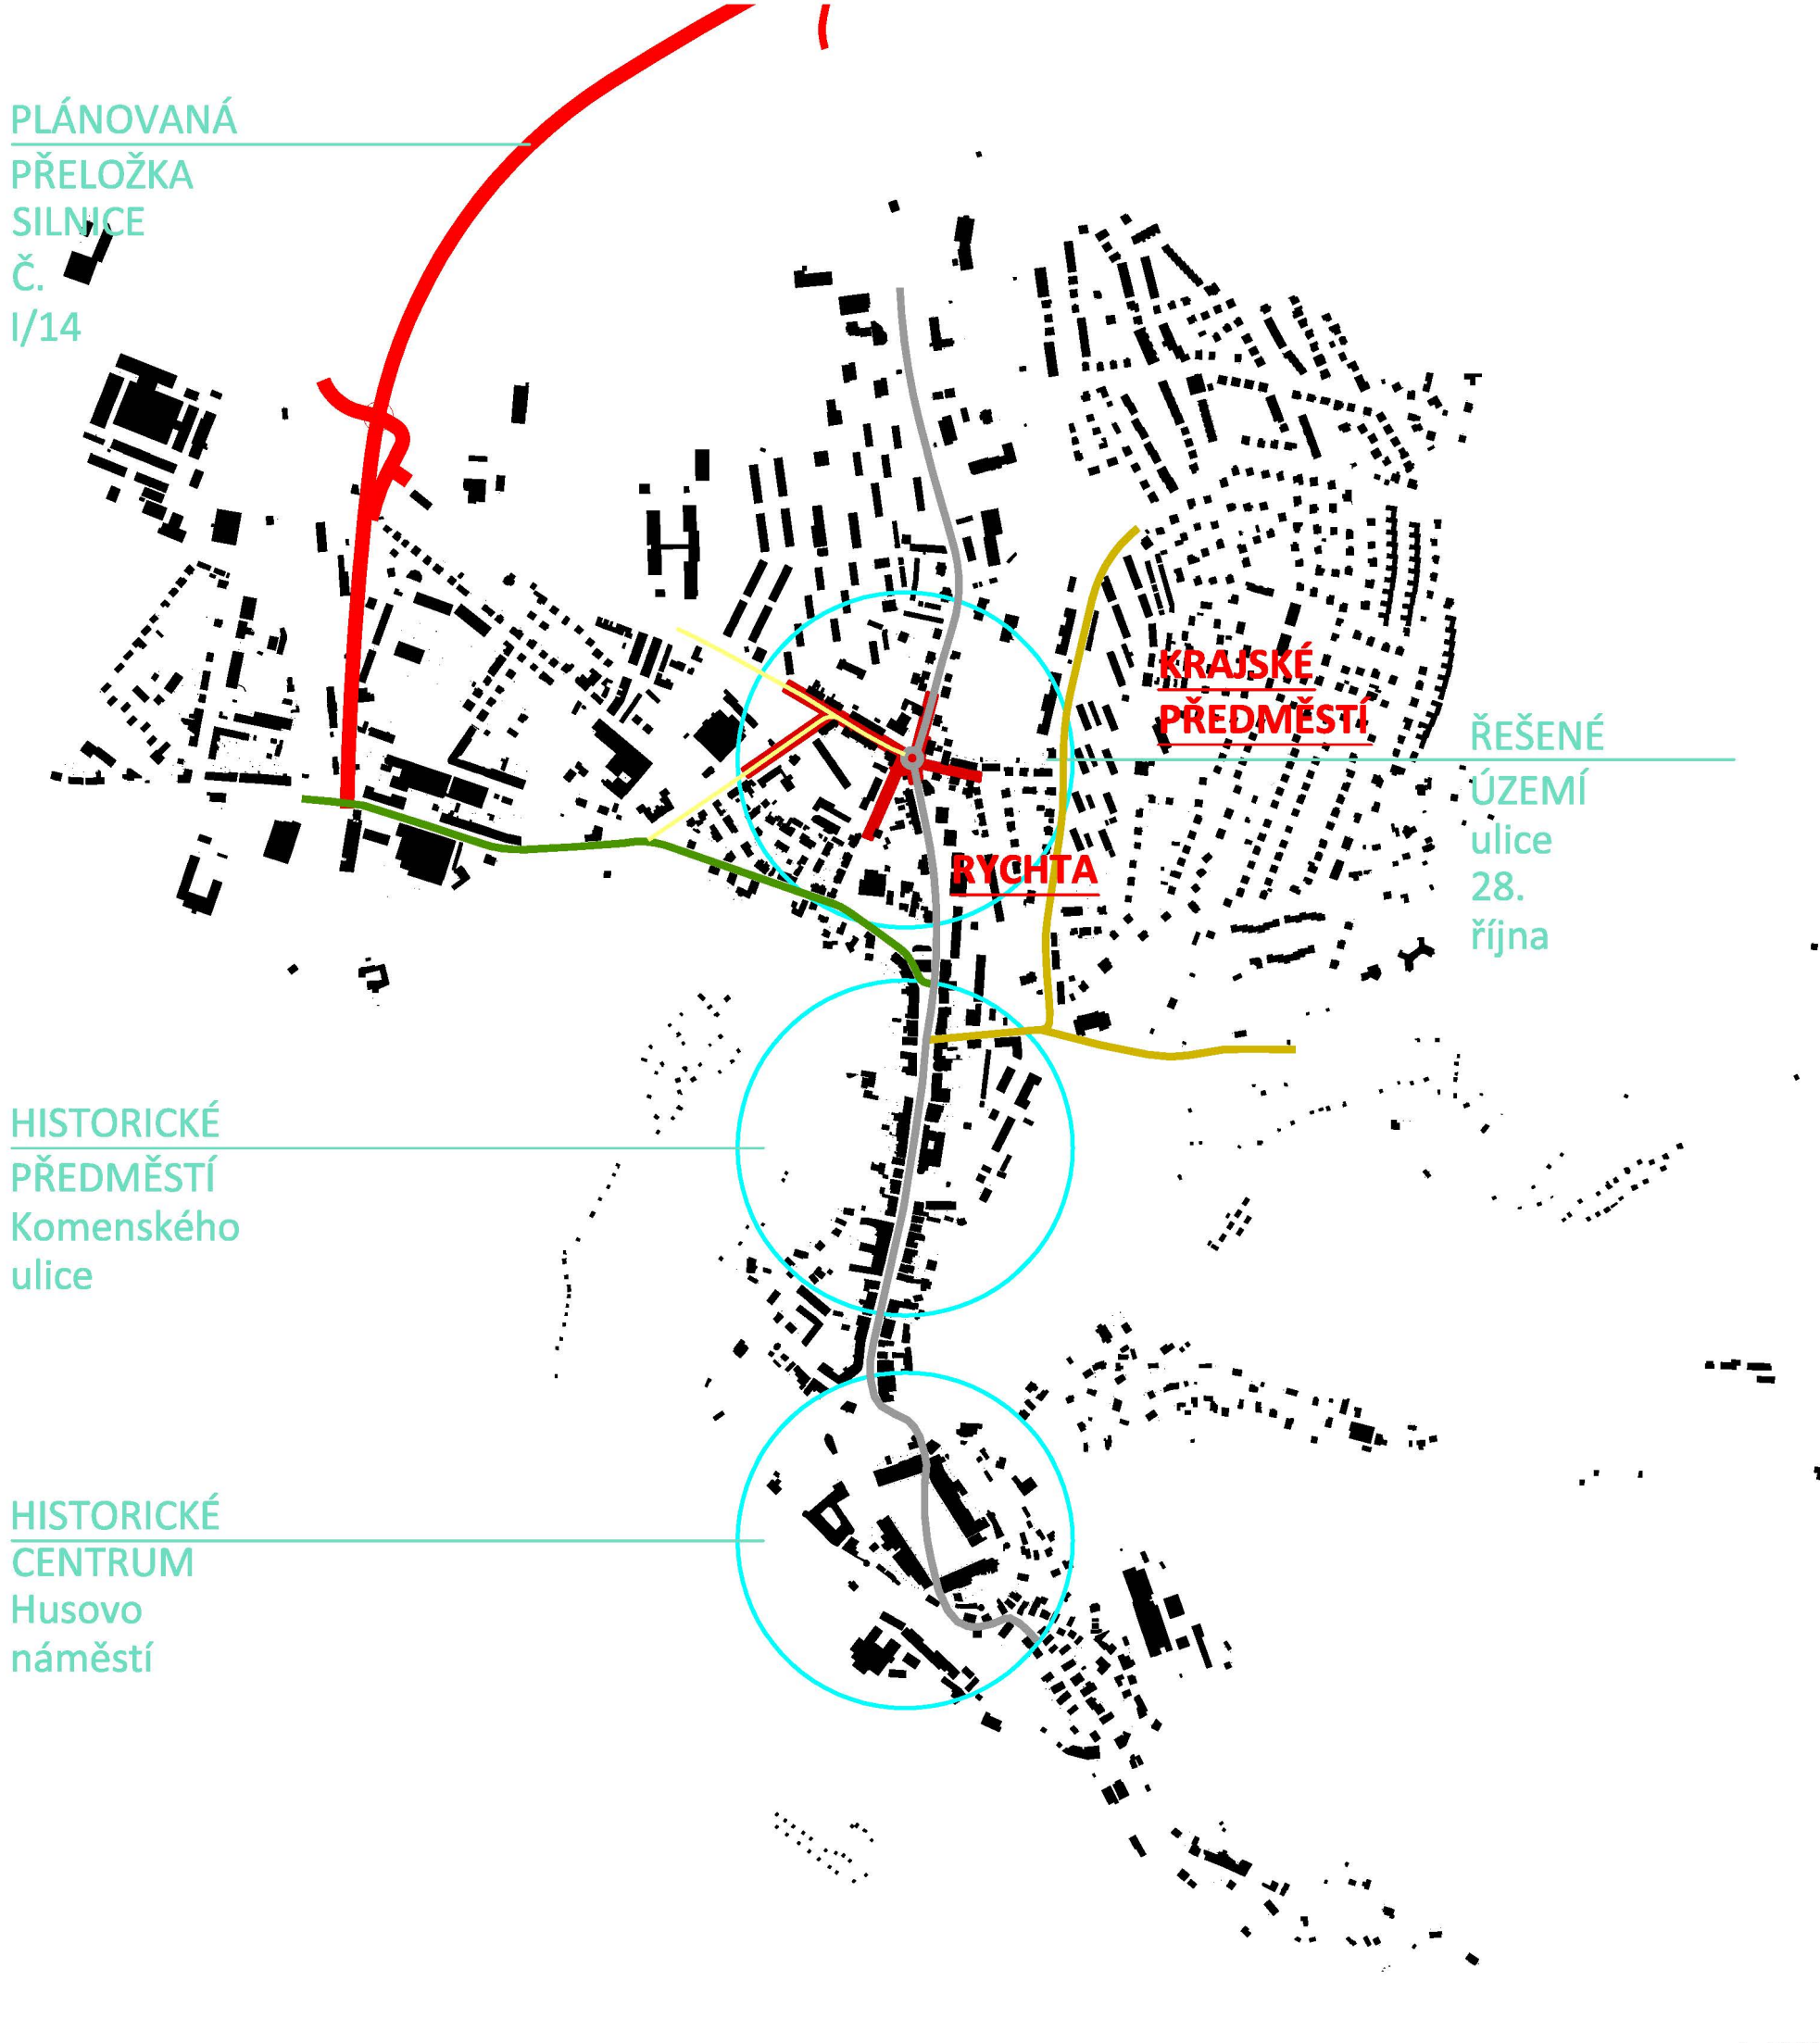 PLÁNOVANÁ
PŘELOŽKA
SILNICE
Č.
I/14
KRAJSKÉ
PŘEDMĚSTÍ
ŘEŠENÉ
ÚZEMÍ
ulice
28.
října
RYCHTA
HISTORICKÉ
PŘEDMĚSTÍ
Komenského
ulice
HISTORICKÉ
CENTRUM
Husovo
náměstí